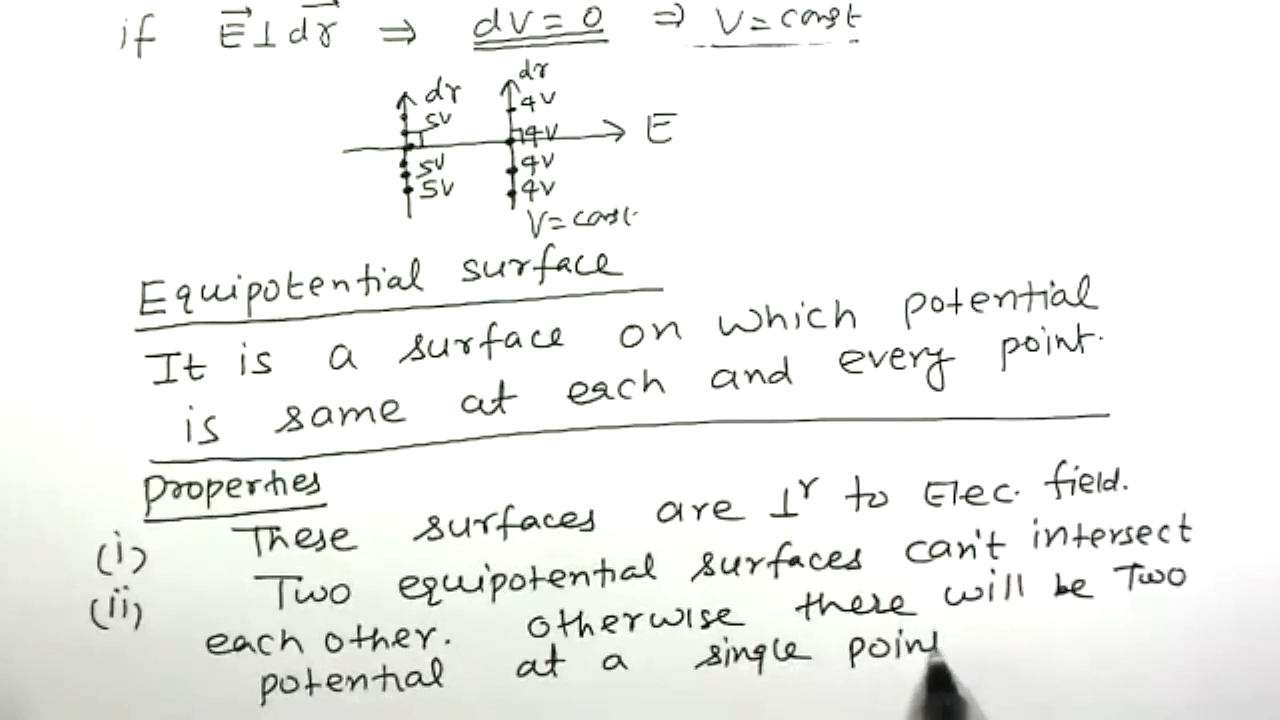 if E⃗ ⊥ dr⃗ ⇒ dV = 0 ⇒ V = const
dr
dr
5V
4V
4V
E
5V
4V
5V
4V
V = const.
Equipotential surface
It is a surface on which potential
is same at each and every point.
Properties
(i) These surfaces are ⊥r to Elec. field.
(ii) Two equipotential surfaces can't intersect
each other. otherwise there will be Two
potential at a single point